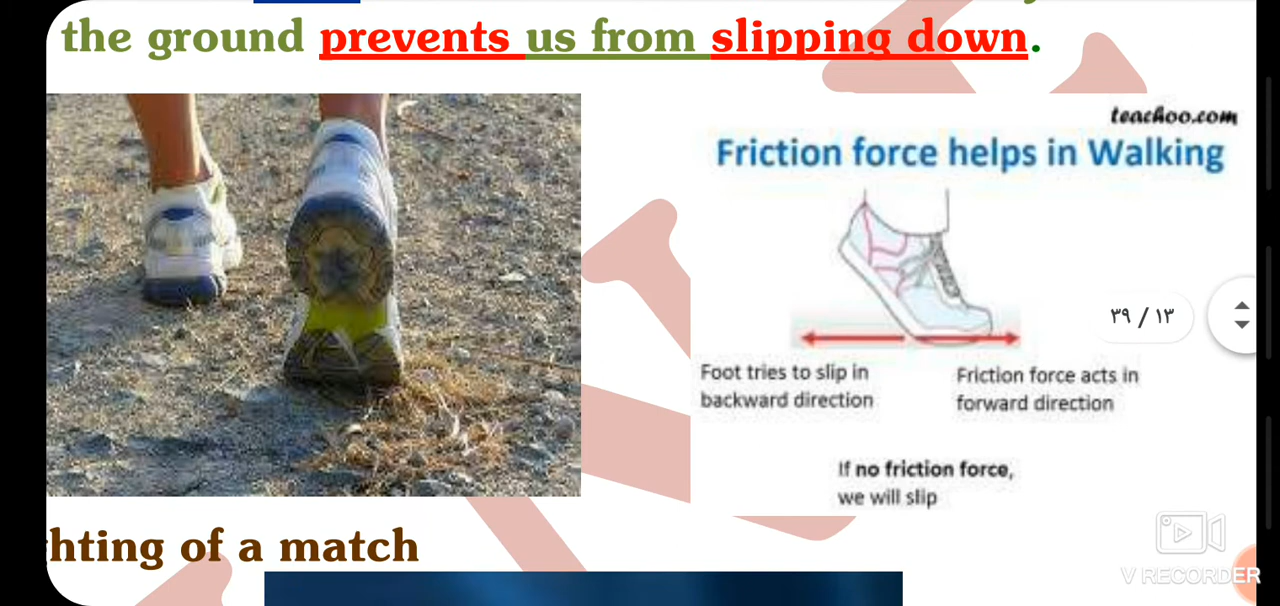 the ground prevents us from slipping down.
teachoo.com
Friction force helps in Walking
٣٩ / ١٣
Foot tries to slip in
backward direction
Friction force acts in
forward direction
If no friction force,
we will slip
hting of a match
V RECORDER